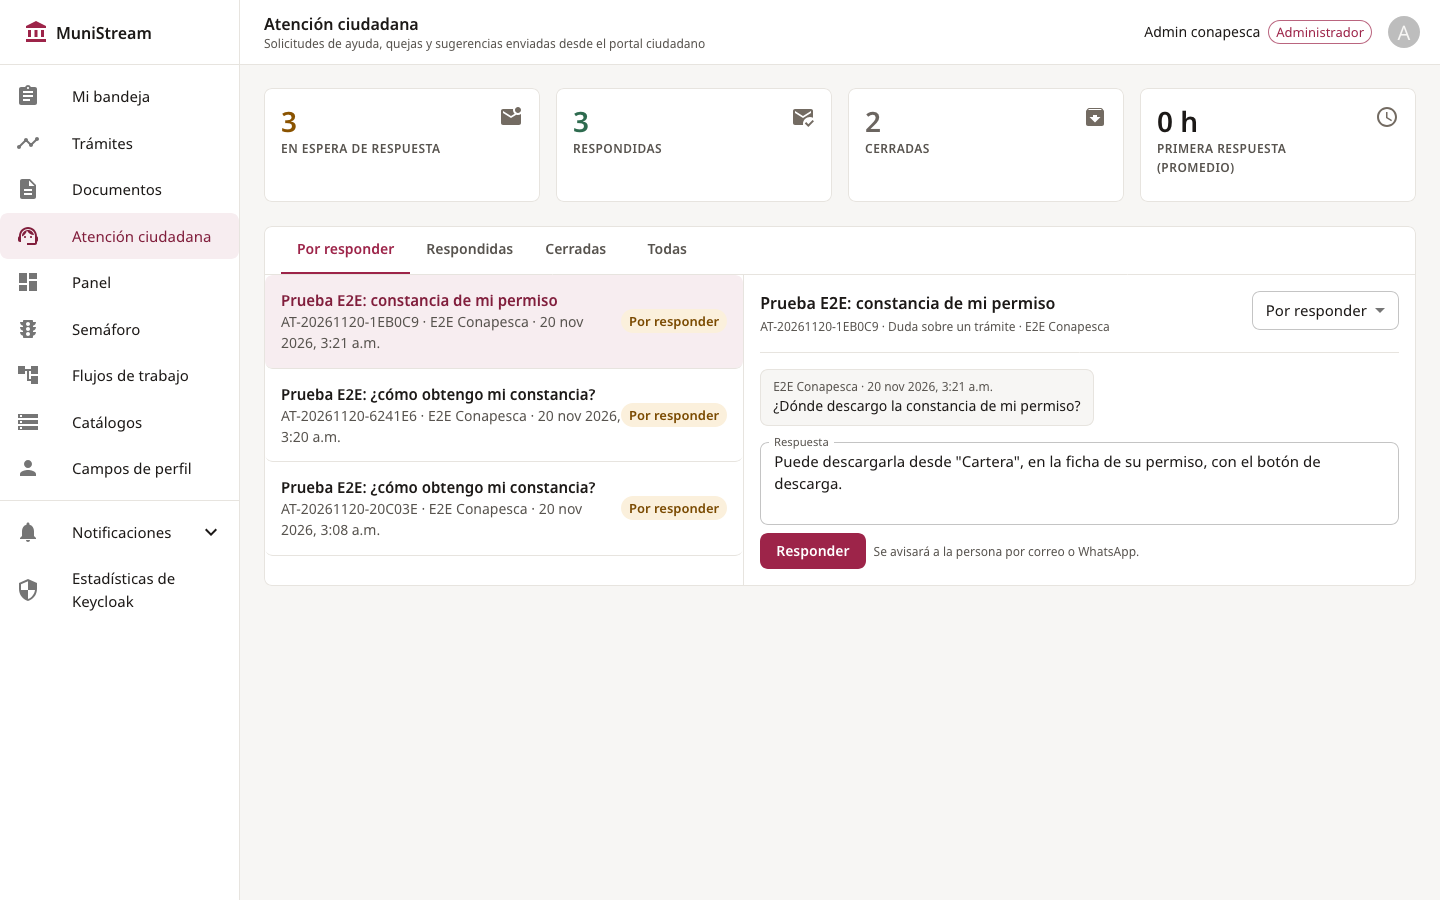 MuniStream
Atención ciudadana
Solicitudes de ayuda, quejas y sugerencias enviadas desde el portal ciudadano
Admin conapesca
Administrador
A
Mi bandeja
Trámites
Documentos
Atención ciudadana
Panel
Semáforo
Flujos de trabajo
Catálogos
Campos de perfil
Notificaciones
Estadísticas de
Keycloak
3
EN ESPERA DE RESPUESTA
3
RESPONDIDAS
2
CERRADAS
0 h
PRIMERA RESPUESTA
(PROMEDIO)
Por responder
Respondidas
Cerradas
Todas
Prueba E2E: constancia de mi permiso
AT-20261120-1EB0C9 · E2E Conapesca · 20 nov
2026, 3:21 a.m.
Por responder
Prueba E2E: ¿cómo obtengo mi constancia?
AT-20261120-6241E6 · E2E Conapesca · 20 nov 2026,
3:20 a.m.
Por responder
Prueba E2E: ¿cómo obtengo mi constancia?
AT-20261120-20C03E · E2E Conapesca · 20 nov
2026, 3:08 a.m.
Por responder
Prueba E2E: constancia de mi permiso
AT-20261120-1EB0C9 · Duda sobre un trámite · E2E Conapesca
Por responder
E2E Conapesca · 20 nov 2026, 3:21 a.m.
¿Dónde descargo la constancia de mi permiso?
Respuesta
Puede descargarla desde "Cartera", en la ficha de su permiso, con el botón de
descarga.
Responder
Se avisará a la persona por correo o WhatsApp.